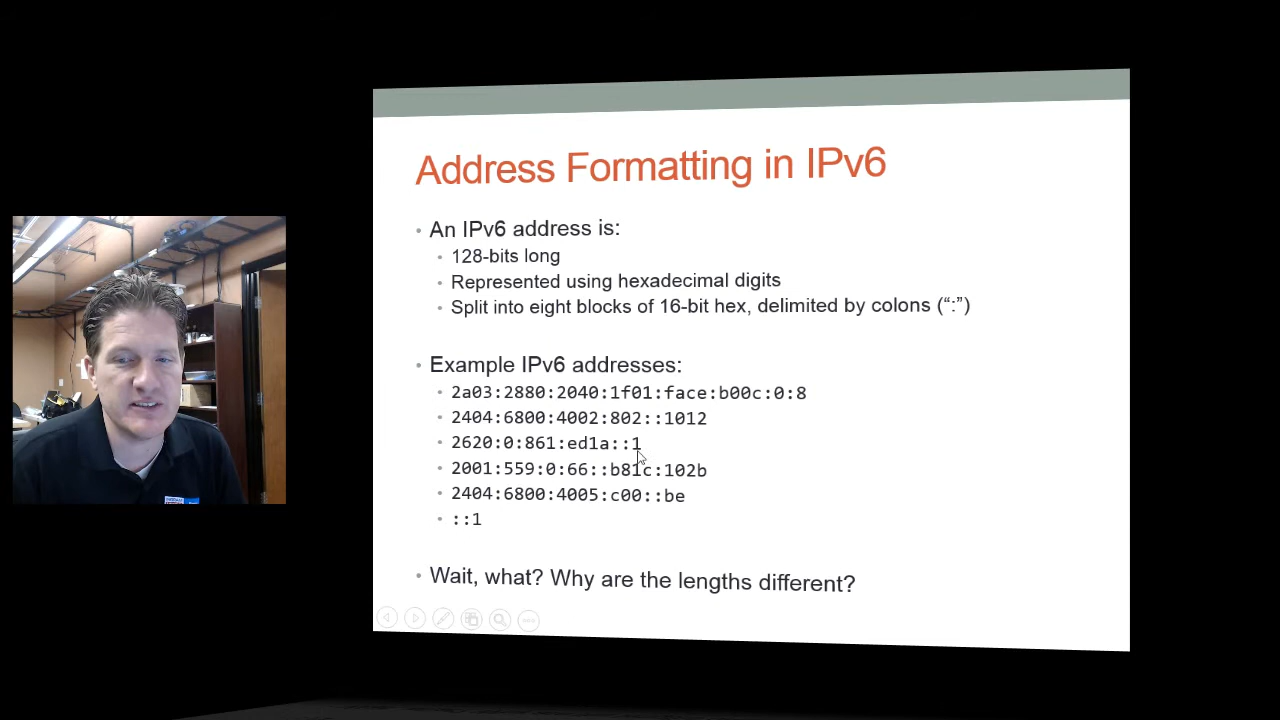 Address Formatting in IPv6
• An IPv6 address is:
• 128-bits long
• Represented using hexadecimal digits
• Split into eight blocks of 16-bit hex, delimited by colons (“:”)
• Example IPv6 addresses:
• 2a03:2880:2040:1f01:face:b00c:0:8
• 2404:6800:4002:802::1012
• 2620:0:861:ed1a::1
• 2001:559:0:66::b81c:102b
• 2404:6800:4005:c00::be
• ::1
• Wait, what? Why are the lengths different?